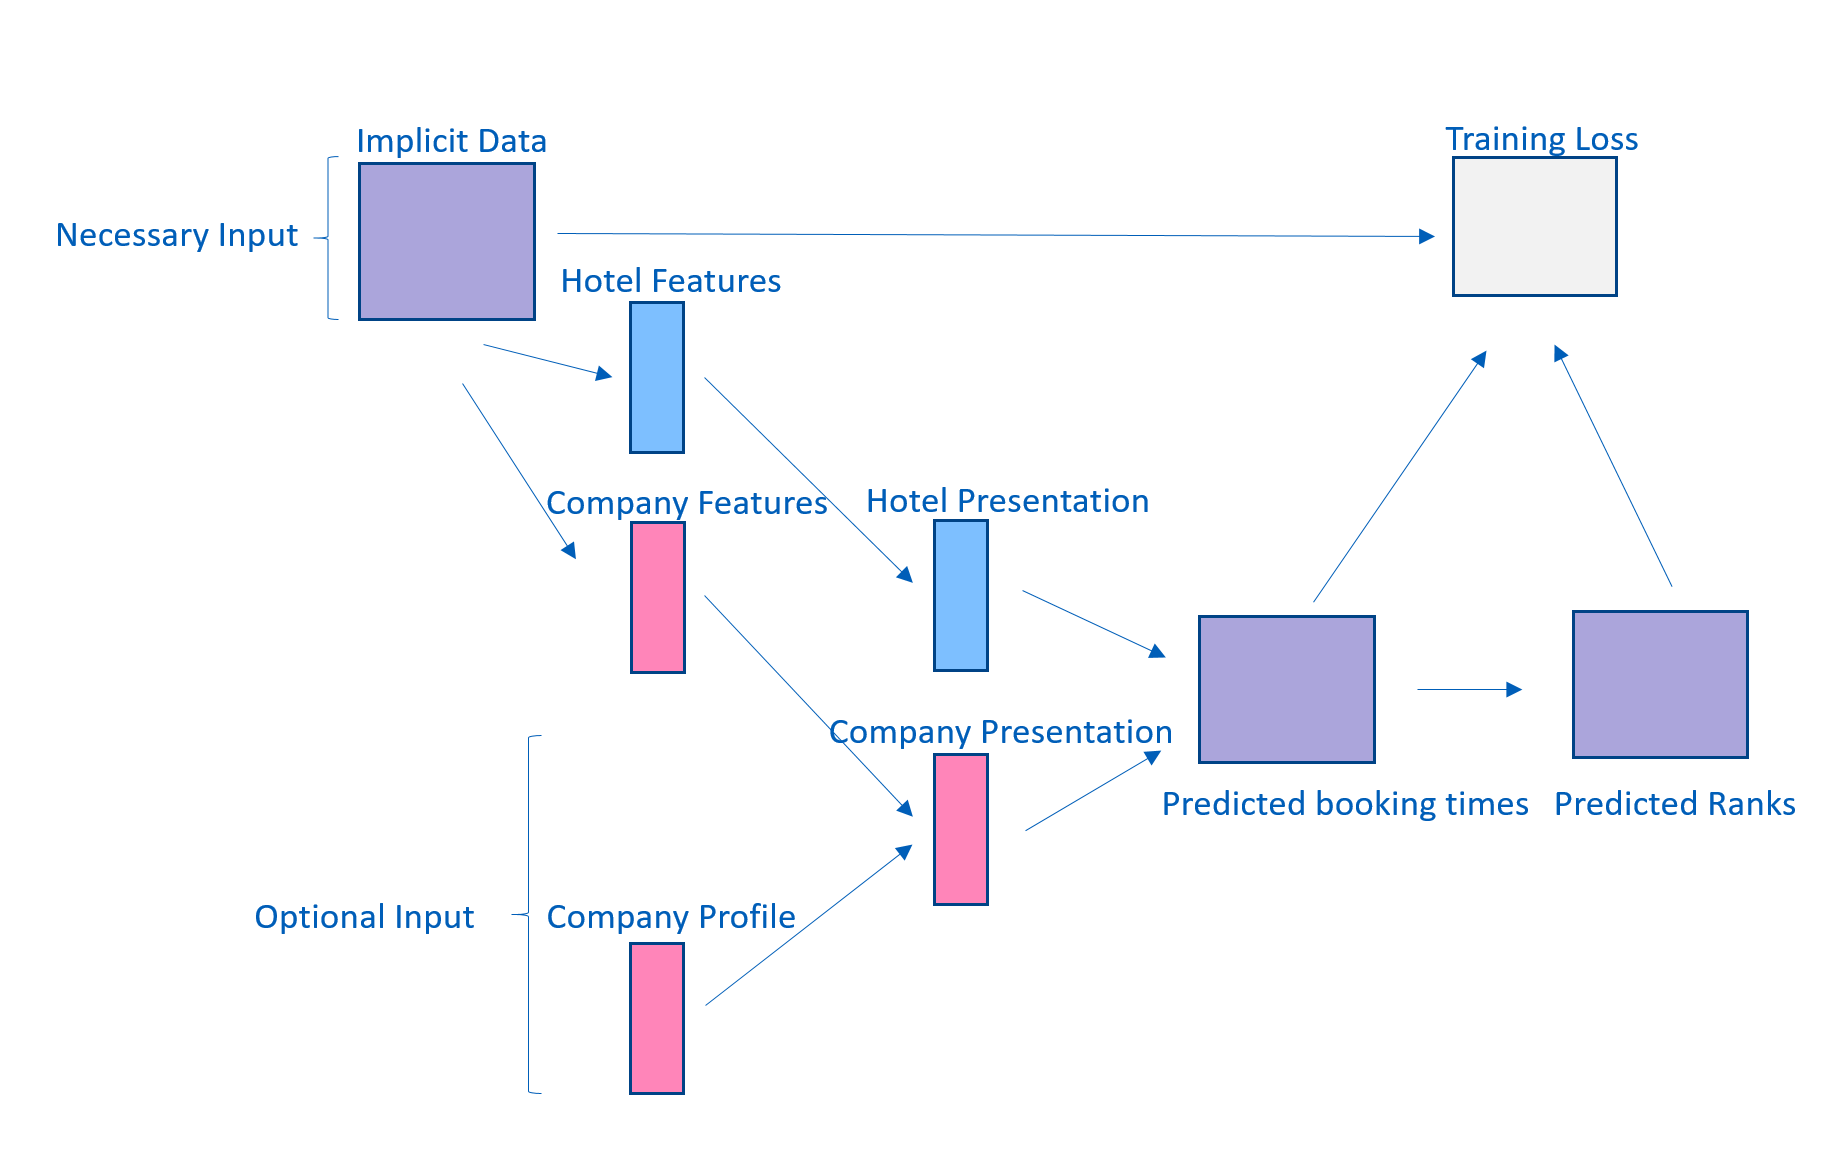 Implicit Data
Training Loss
Necessary Input
Hotel Features
Company Features
Hotel Presentation
Company Presentation
Predicted booking times
Predicted Ranks
Optional Input
Company Profile